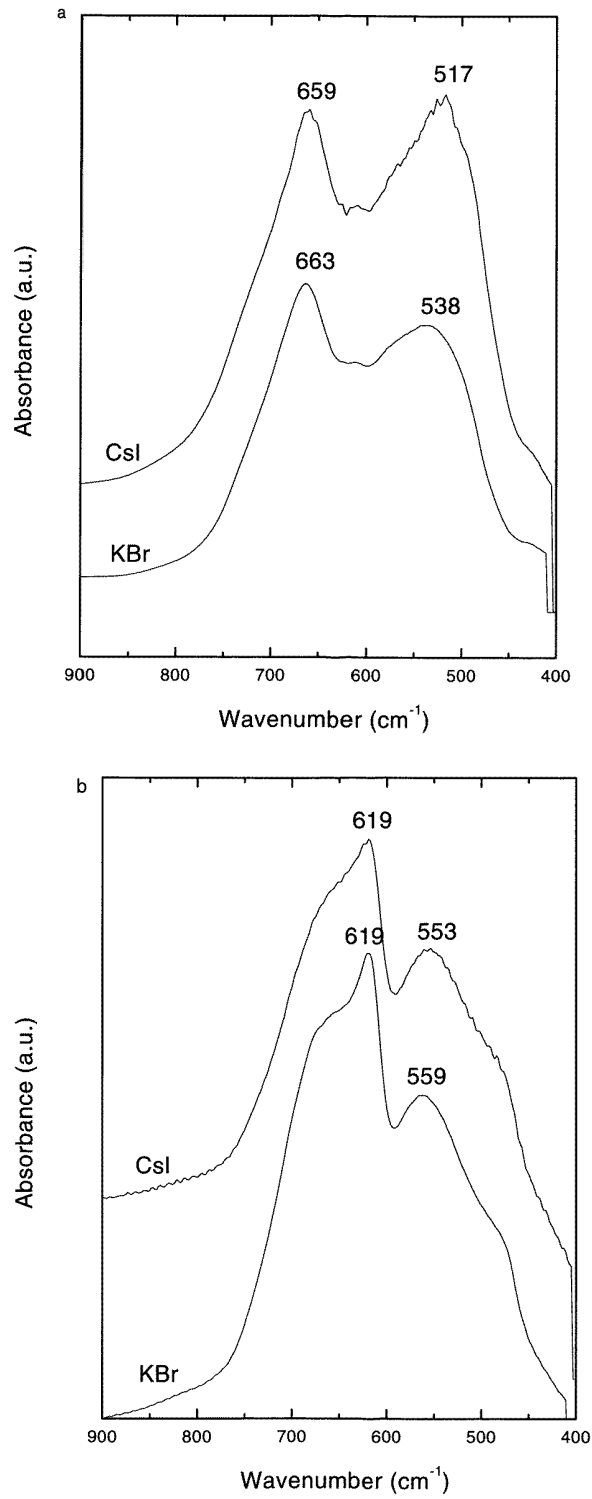 a
659
517
663
538
CsI
KBr
Absorbance (a.u.)
900 800 700 600 500 400
Wavenumber (cm⁻¹)
b
619
619
553
559
CsI
KBr
Absorbance (a.u.)
900 800 700 600 500 400
Wavenumber (cm⁻¹)